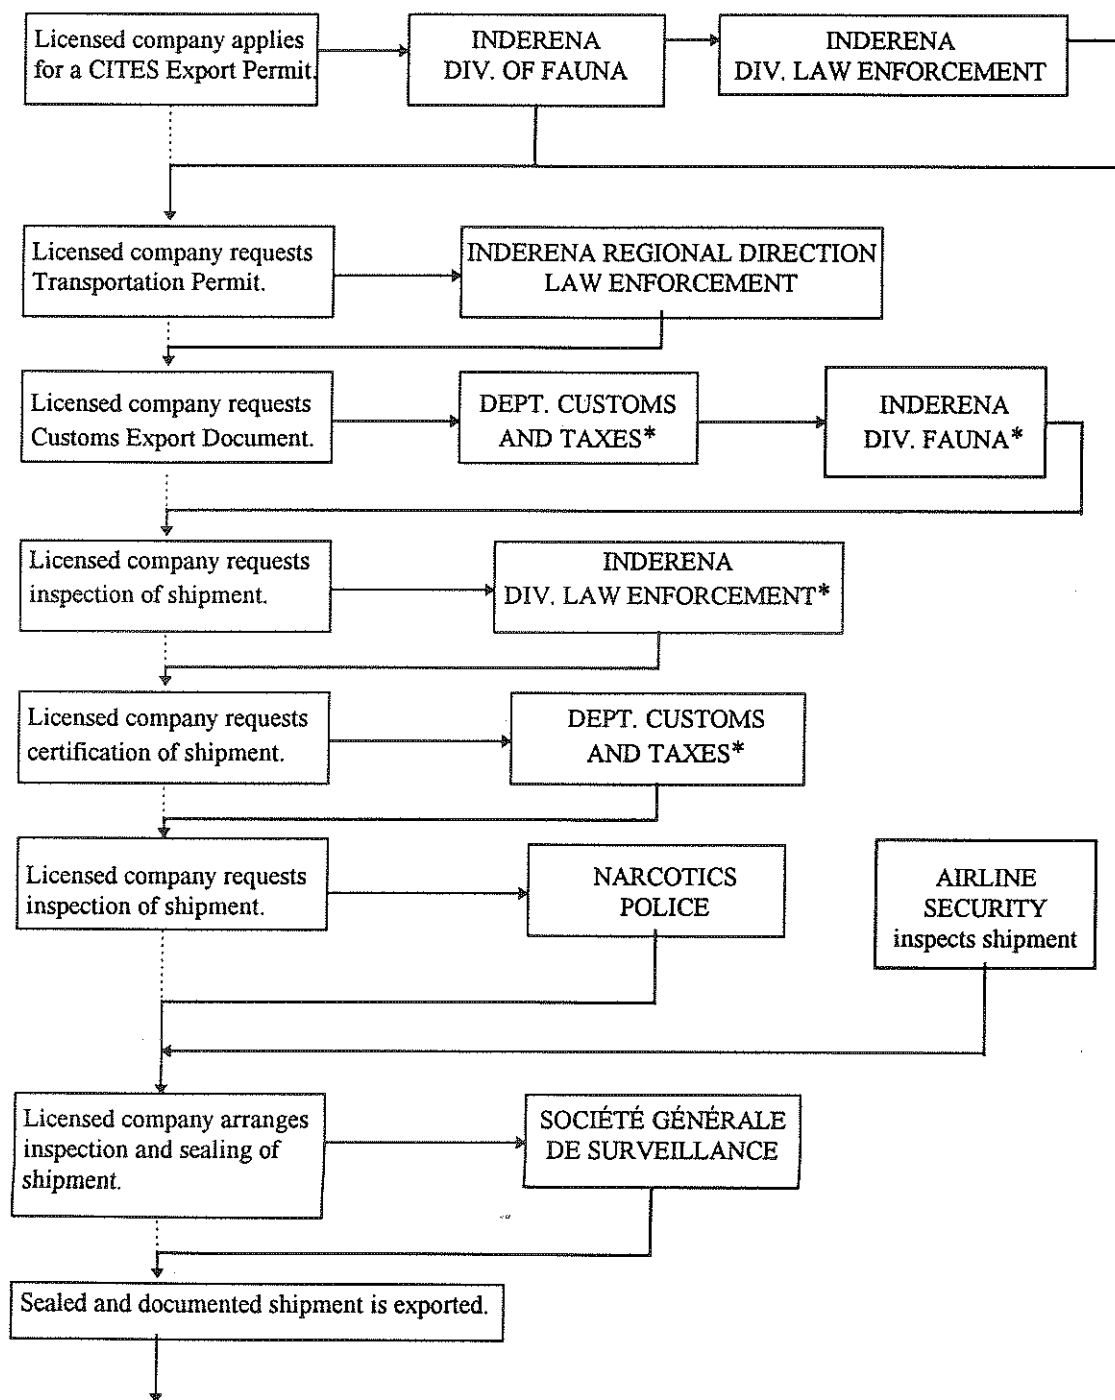 Licensed company applies
for a CITES Export Permit.
INDERENA
DIV. OF FAUNA
INDERENA
DIV. LAW ENFORCEMENT
Licensed company requests
Transportation Permit.
INDERENA REGIONAL DIRECTION
LAW ENFORCEMENT
Licensed company requests
Customs Export Document.
DEPT. CUSTOMS
AND TAXES*
INDERENA
DIV. FAUNA*
Licensed company requests
inspection of shipment.
INDERENA
DIV. LAW ENFORCEMENT*
Licensed company requests
certification of shipment.
DEPT. CUSTOMS
AND TAXES*
Licensed company requests
inspection of shipment.
NARCOTICS
POLICE
AIRLINE
SECURITY
inspects shipment
Licensed company arranges
inspection and sealing of
shipment.
SOCIÉTÉ GÉNÉRALE
DE SURVEILLANCE
Sealed and documented shipment is exported.